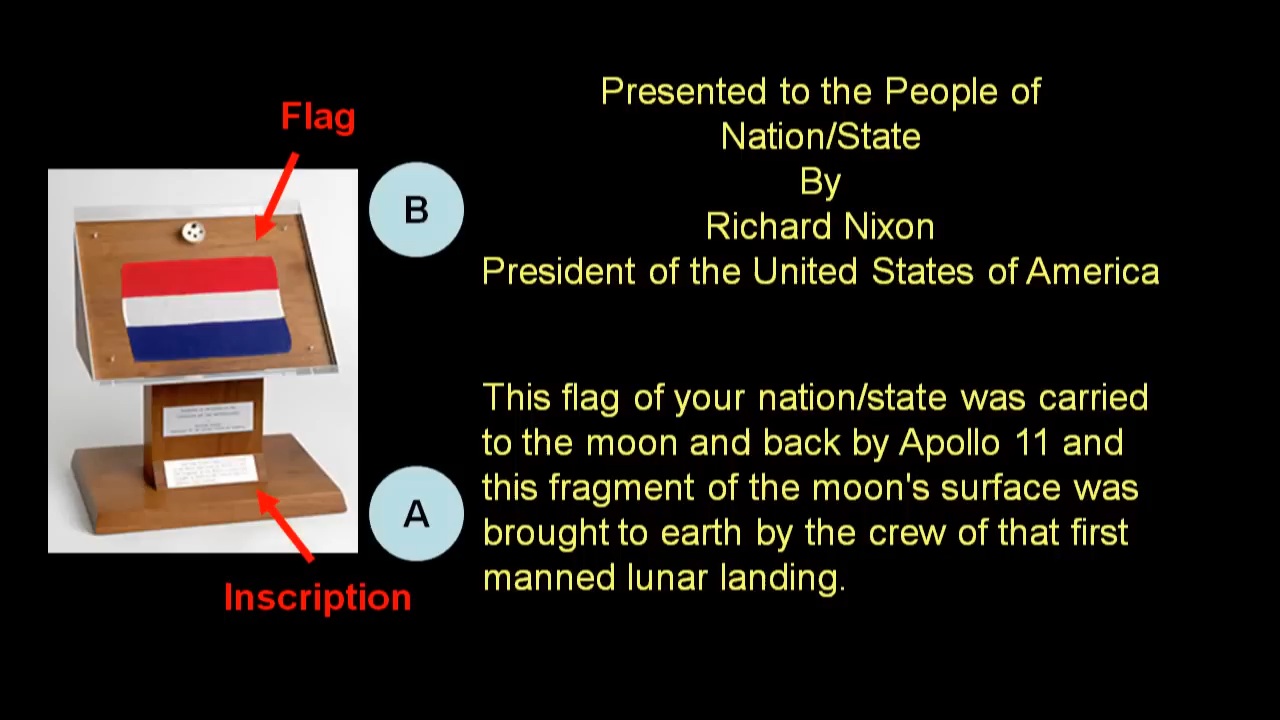 Flag
B
Presented to the People of
Nation/State
By
Richard Nixon
President of the United States of America
This flag of your nation/state was carried
to the moon and back by Apollo 11 and
this fragment of the moon's surface was
brought to earth by the crew of that first
manned lunar landing.
A
Inscription